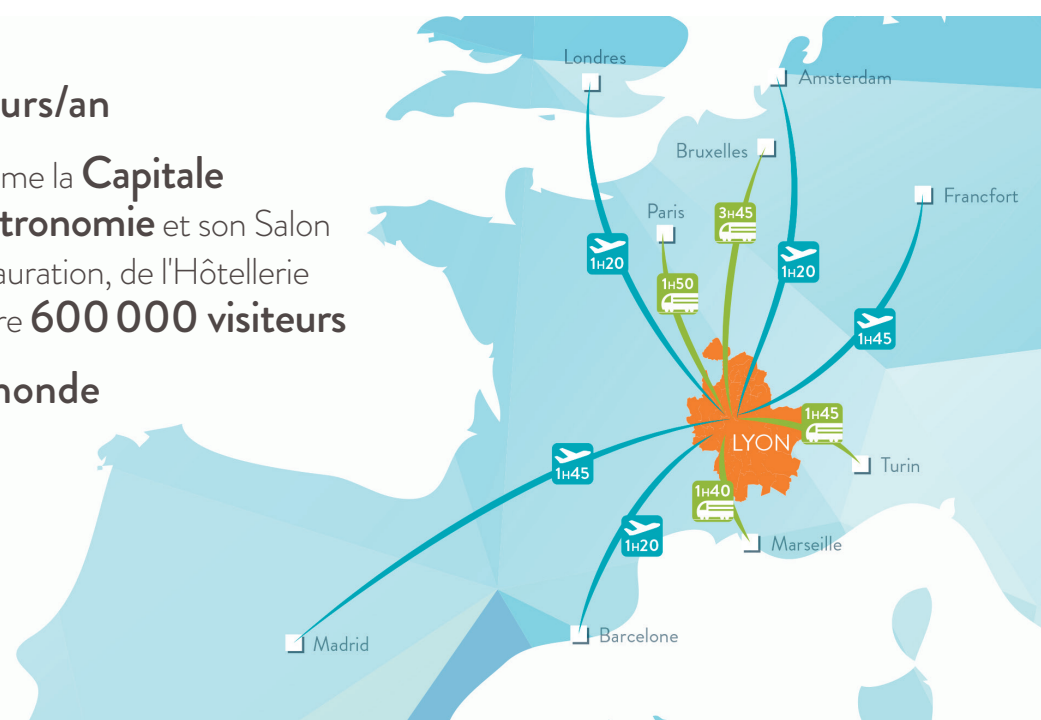 urs/an
me la Capitale
tronomie et son Salon
auration, de l'Hôtellerie
re 600 000 visiteurs
monde
Londres
Amsterdam
Bruxelles
Francfort
Paris
3H45
1H20
1H20
1H50
1H45
1H45
LYON
Turin
1H45
1H40
1H20
Marseille
Madrid
Barcelone